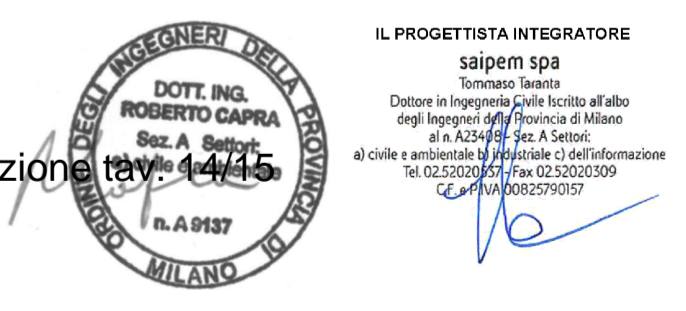 ORDINE DEGLI INGEGNERI DELLA PROVINCIA DI MILANO
DOTT. ING.
ROBERTO CAPRA
Sez. A Settori:
zione tav. 14/15
n. A 9137
IL PROGETTISTA INTEGRATORE
saipem spa
Tommaso Taranta
Dottore in Ingegneria Civile Iscritto all'albo
degli Ingegneri della Provincia di Milano
al n. A23408 - Sez. A Settori:
a) civile e ambientale b) industriale c) dell'informazione
Tel. 02.52020537 - Fax 02.52020309
C.F. e P.IVA 00825790157